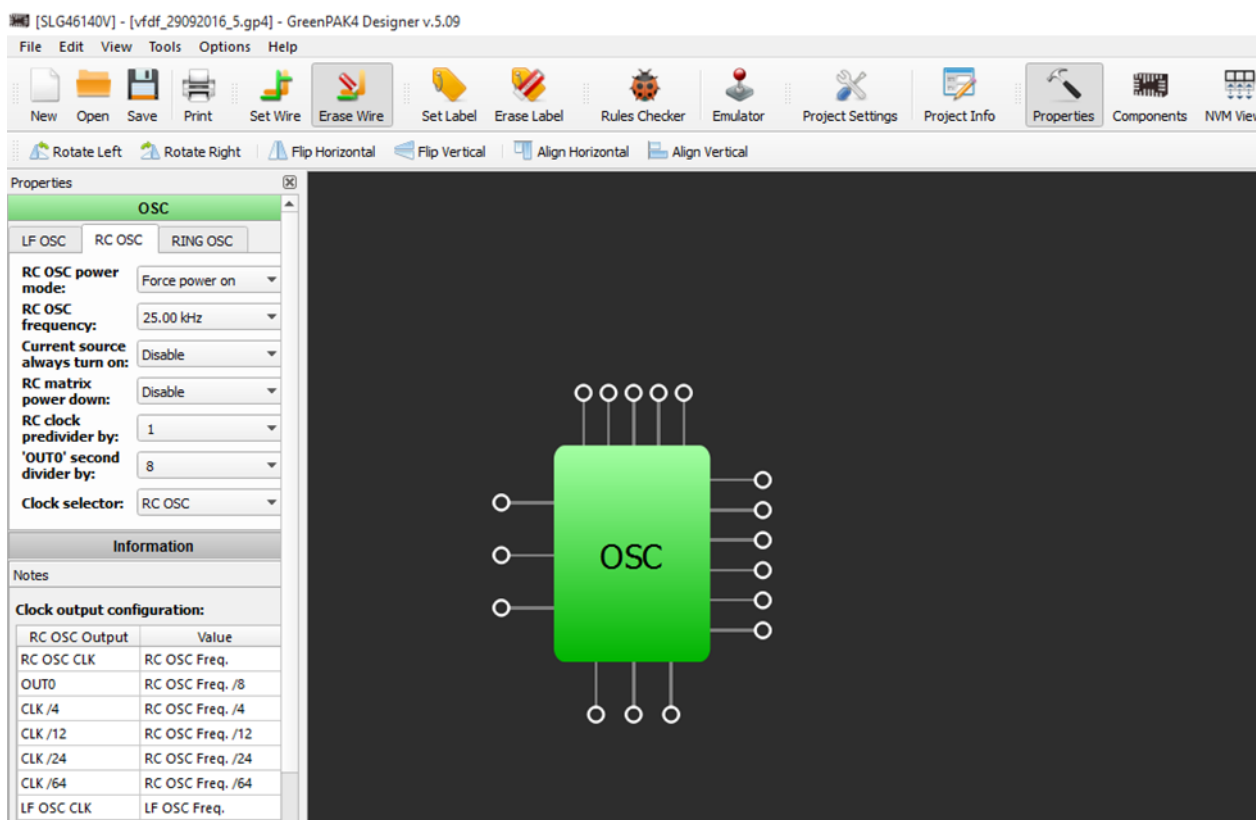 [SLG46140V] - [vfdf_29092016_5.gp4] - GreenPAK4 Designer v.5.09
File Edit View Tools Options Help
New Open Save Print Set Wire Erase Wire Set Label Erase Label Rules Checker Emulator Project Settings Project Info Properties Components NVM View
Rotate Left Rotate Right Flip Horizontal Flip Vertical Align Horizontal Align Vertical
Properties
OSC
LF OSC RC OSC RING OSC
RC OSC power
mode:
Force power on
RC OSC
frequency:
25.00 kHz
Current source
always turn on:
Disable
RC matrix
power down:
Disable
RC clock
predivider by:
1
'OUT0' second
divider by:
8
Clock selector: RC OSC
Information
Notes
Clock output configuration:
RC OSC Output Value
RC OSC CLK RC OSC Freq.
OUT0 RC OSC Freq. /8
CLK /4 RC OSC Freq. /4
CLK /12 RC OSC Freq. /12
CLK /24 RC OSC Freq. /24
CLK /64 RC OSC Freq. /64
LF OSC CLK LF OSC Freq.
OSC